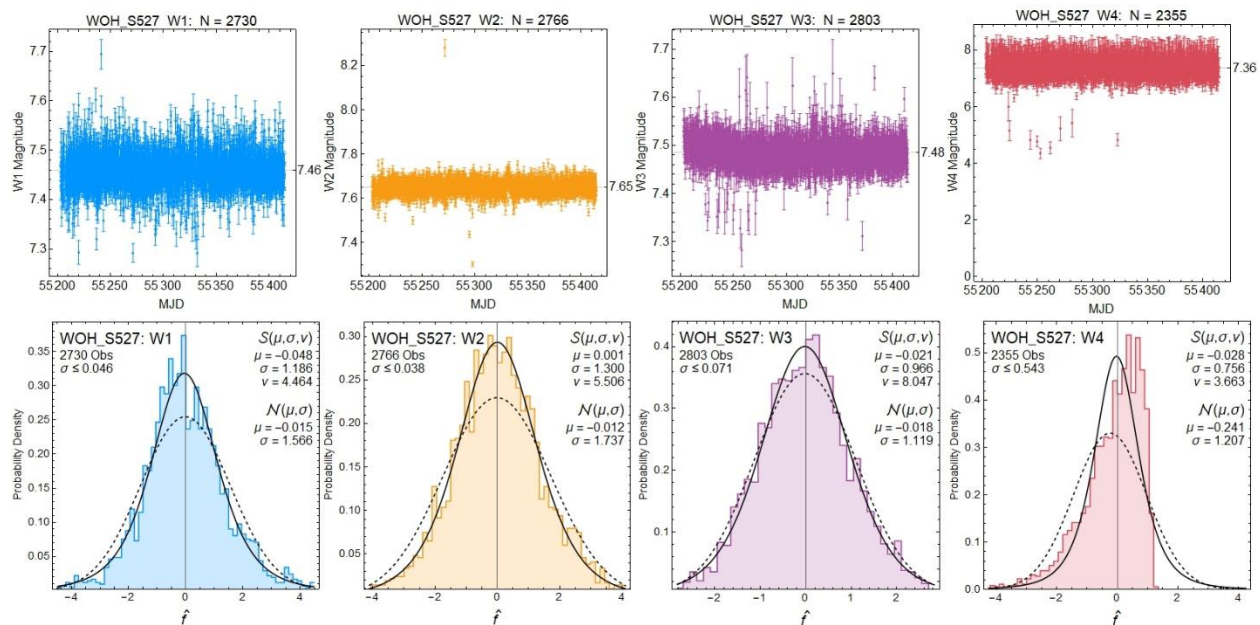 WOH_S527 W1: N = 2730
7.7
7.6
7.5
7.4
7.3
W1 Magnitude
7.46
55200 55250 55300 55350 55400
MJD
WOH_S527 W2: N = 2766
8.2
8.0
7.8
7.6
7.4
W2 Magnitude
7.65
55200 55250 55300 55350 55400
MJD
WOH_S527 W3: N = 2803
7.7
7.6
7.5
7.4
7.3
W3 Magnitude
7.48
55200 55250 55300 55350 55400
MJD
WOH_S527 W4: N = 2355
8
6
4
2
0
W4 Magnitude
7.36
55200 55250 55300 55350 55400
MJD
WOH_S527: W1
2730 Obs
σ ≤ 0.046
S(μ,σ,ν)
μ = −0.048
σ = 1.186
ν = 4.464
N(μ,σ)
μ = −0.015
σ = 1.566
0.35
0.30
0.25
0.20
0.15
0.10
0.05
Probability Density
−4 −2 0 2 4
f̂
WOH_S527: W2
2766 Obs
σ ≤ 0.038
S(μ,σ,ν)
μ = 0.001
σ = 1.300
ν = 5.506
N(μ,σ)
μ = −0.012
σ = 1.737
0.30
0.25
0.20
0.15
0.10
0.05
Probability Density
−4 −2 0 2 4
f̂
WOH_S527: W3
2803 Obs
σ ≤ 0.071
S(μ,σ,ν)
μ = −0.021
σ = 0.966
ν = 8.047
N(μ,σ)
μ = −0.018
σ = 1.119
0.4
0.3
0.2
0.1
Probability Density
−2 −1 0 1 2
f̂
WOH_S527: W4
2355 Obs
σ ≤ 0.543
S(μ,σ,ν)
μ = −0.028
σ = 0.756
ν = 3.663
N(μ,σ)
μ = −0.241
σ = 1.207
0.5
0.4
0.3
0.2
0.1
Probability Density
−4 −2 0 2 4
f̂